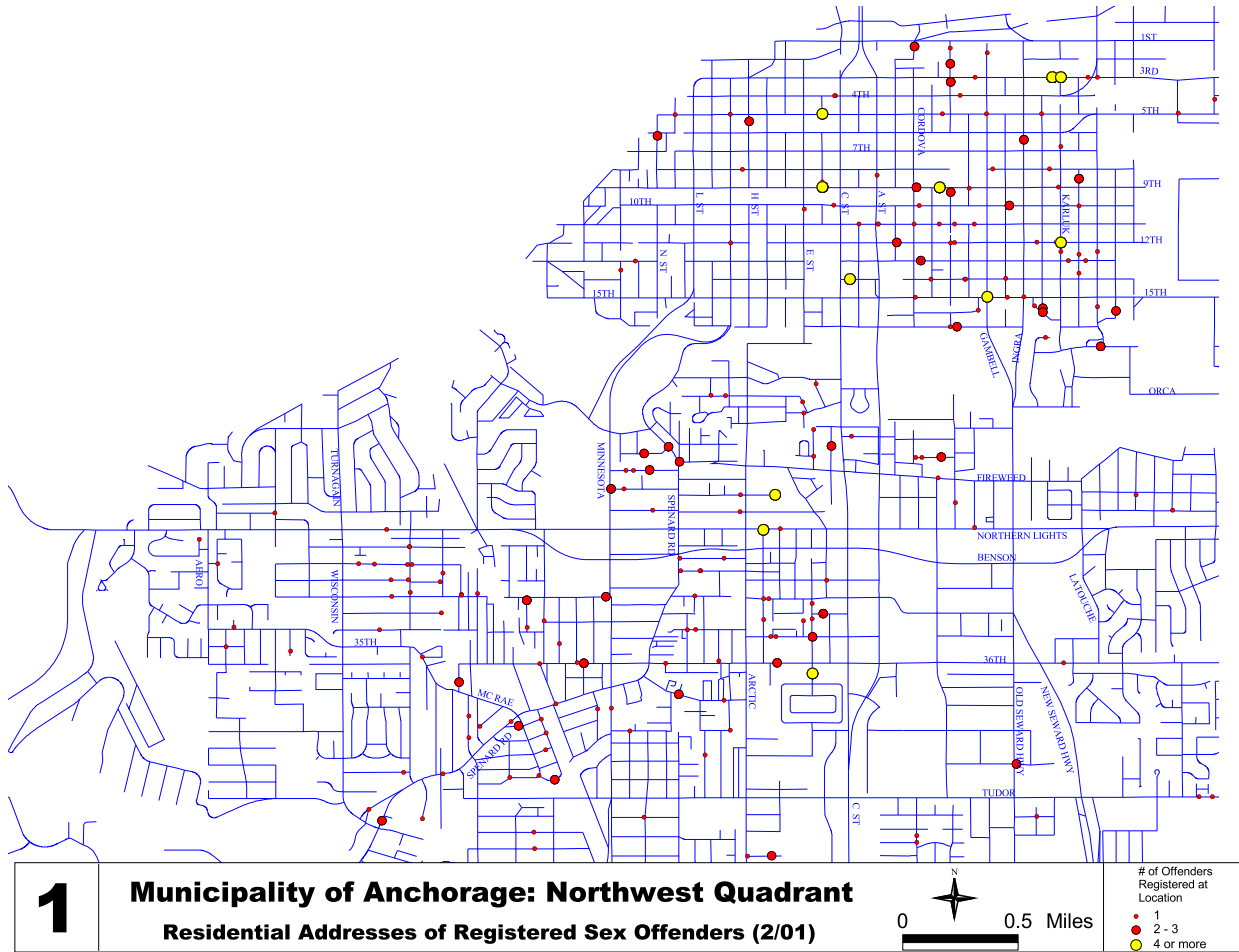 1ST
3RD
4TH
5TH
CORDOVA
7TH
9TH
10TH
L ST
H ST
C ST
A ST
KARLUK
12TH
N ST
E ST
15TH
15TH
GAMBELL
INGRA
ORCA
TURNAGAIN
MINNESOTA
FIREWEED
SPENARD RD
NORTHERN LIGHTS
BENSON
AERO
WISCONSIN
LATOUCHE
35TH
36TH
MC RAE
ARCTIC
OLD SEWARD HWY
NEW SEWARD HWY
SPENARD RD
TUDOR
C ST
1
Municipality of Anchorage: Northwest Quadrant
Residential Addresses of Registered Sex Offenders (2/01)
N
0 0.5 Miles
# of Offenders
Registered at
Location
1
2 - 3
4 or more